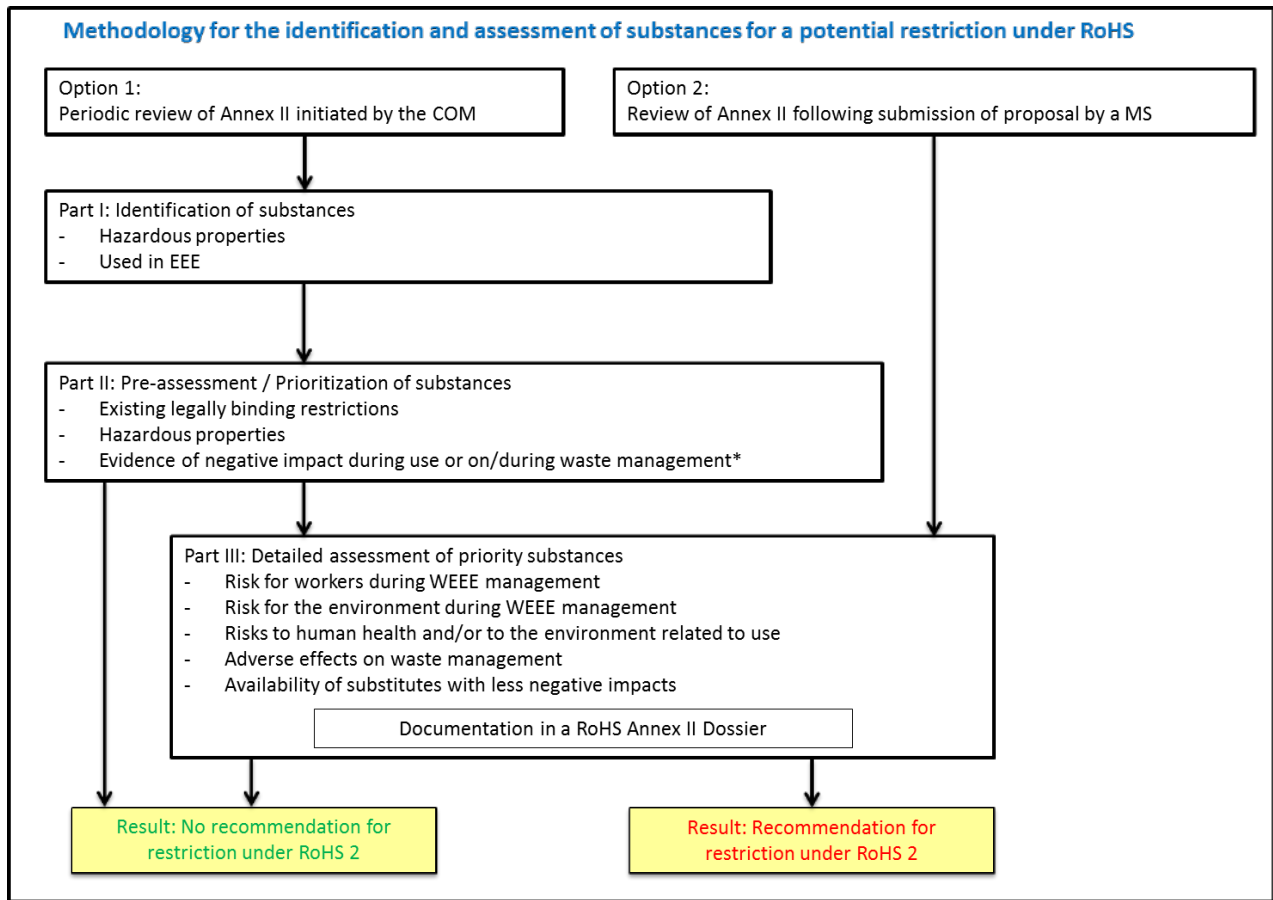 Methodology for the identification and assessment of substances for a potential restriction under RoHS
Option 1:
Periodic review of Annex II initiated by the COM
Option 2:
Review of Annex II following submission of proposal by a MS
Part I: Identification of substances
- Hazardous properties
- Used in EEE
Part II: Pre-assessment / Prioritization of substances
- Existing legally binding restrictions
- Hazardous properties
- Evidence of negative impact during use or on/during waste management*
Part III: Detailed assessment of priority substances
- Risk for workers during WEEE management
- Risk for the environment during WEEE management
- Risks to human health and/or to the environment related to use
- Adverse effects on waste management
- Availability of substitutes with less negative impacts
Documentation in a RoHS Annex II Dossier
Result: No recommendation for
restriction under RoHS 2
Result: Recommendation for
restriction under RoHS 2